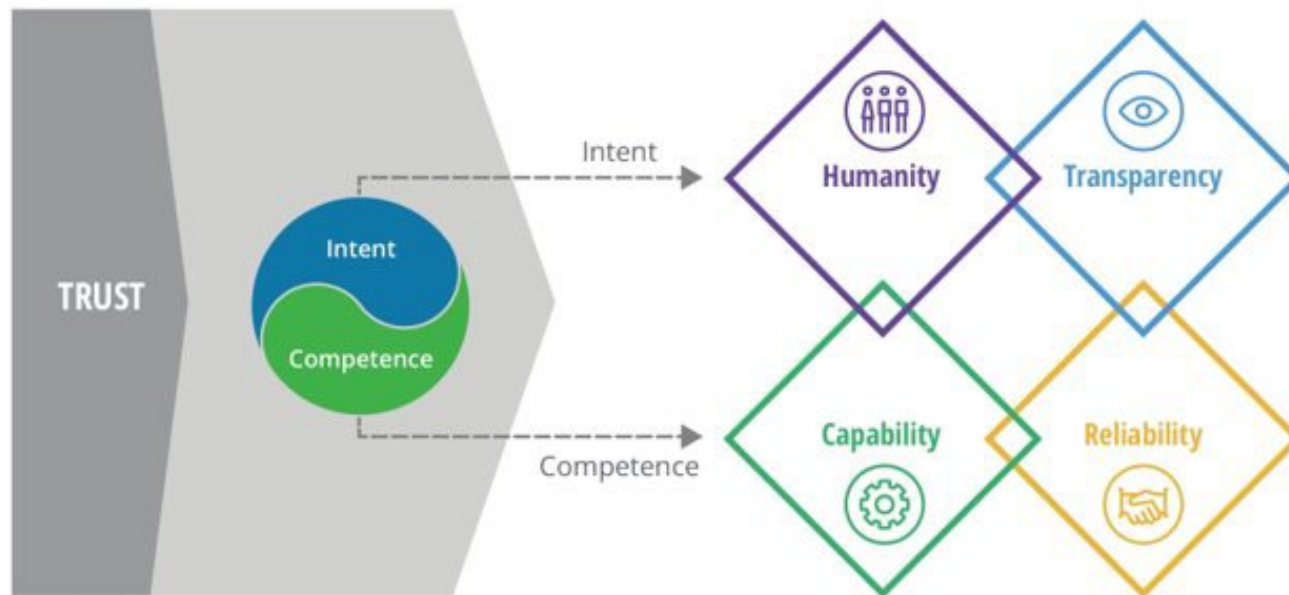 TRUST
Intent
Competence
Intent
Humanity
Transparency
Competence
Capability
Reliability